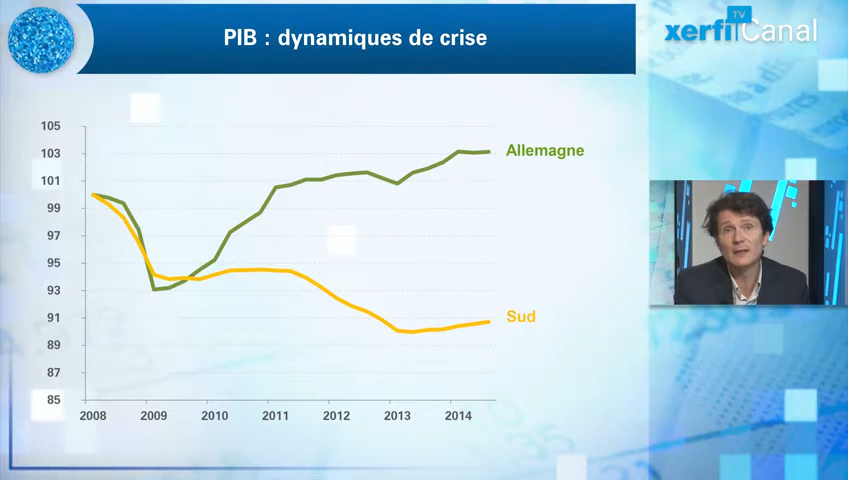 PIB : dynamiques de crise
xerfi TV Canal
105
103
101
99
97
95
93
91
89
87
85
2008 2009 2010 2011 2012 2013 2014
Allemagne
Sud